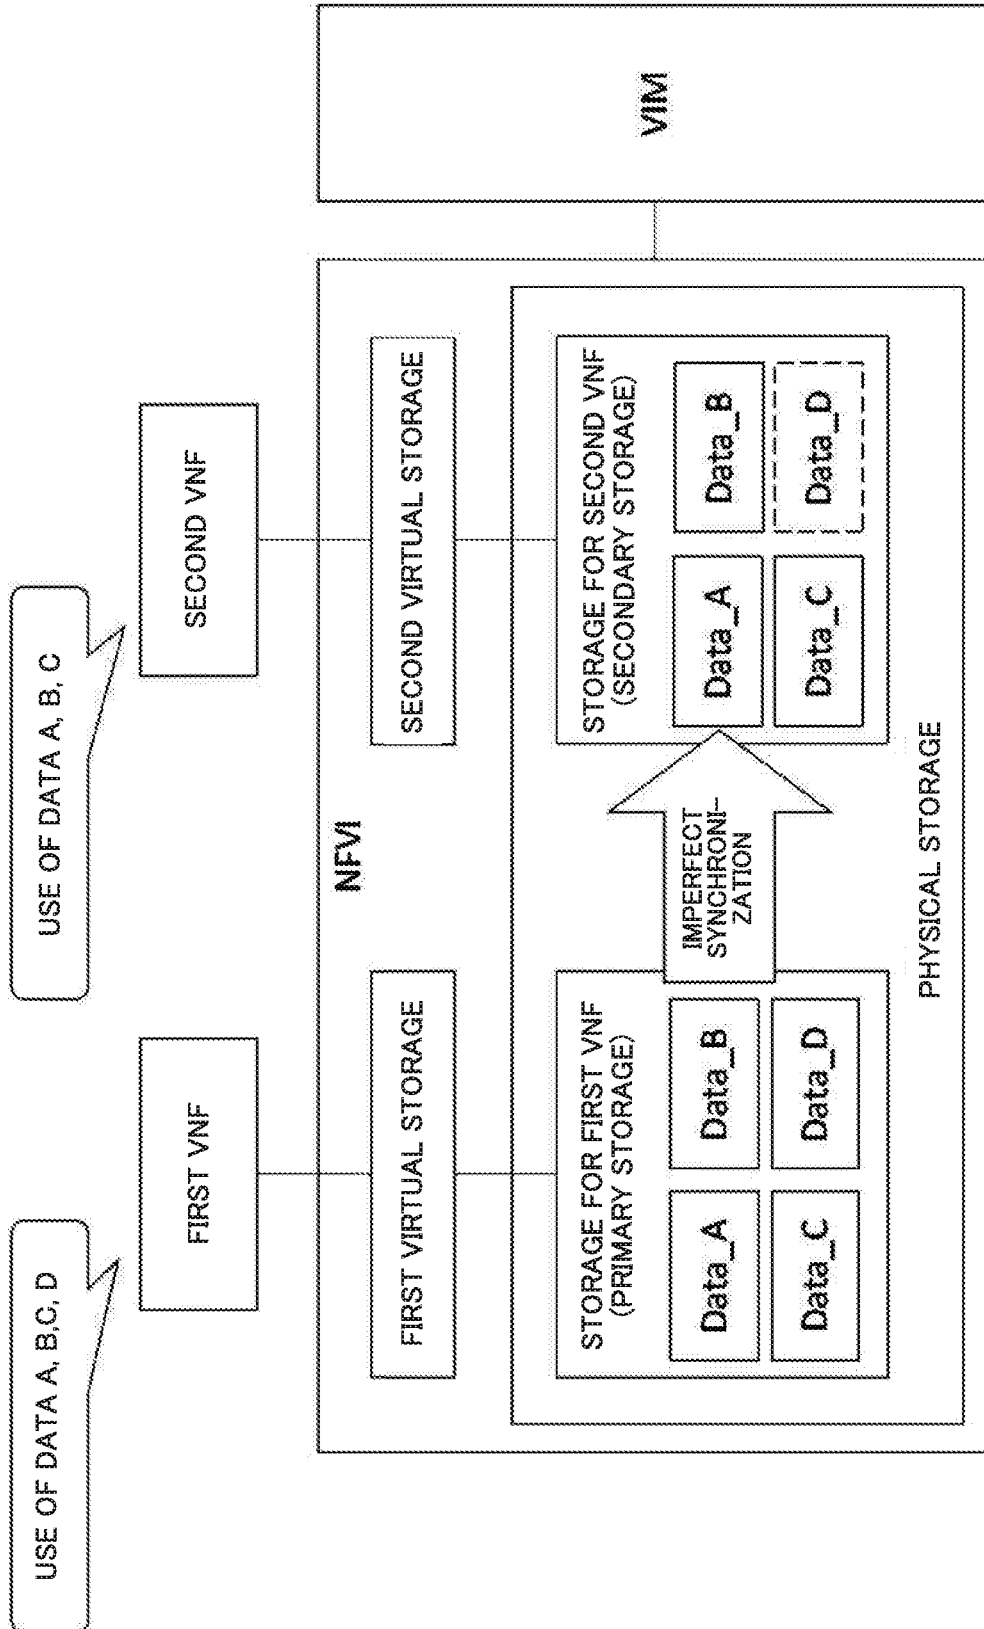 USE OF DATA A, B,C, D
USE OF DATA A, B, C
FIRST VNF
SECOND VNF
NFVI
VIM
FIRST VIRTUAL STORAGE
SECOND VIRTUAL STORAGE
STORAGE FOR FIRST VNF
(PRIMARY STORAGE)
Data_A
Data_B
Data_C
Data_D
IMPERFECT
SYNCHRONI-
ZATION
STORAGE FOR SECOND VNF
(SECONDARY STORAGE)
Data_A
Data_B
Data_C
Data_D
PHYSICAL STORAGE